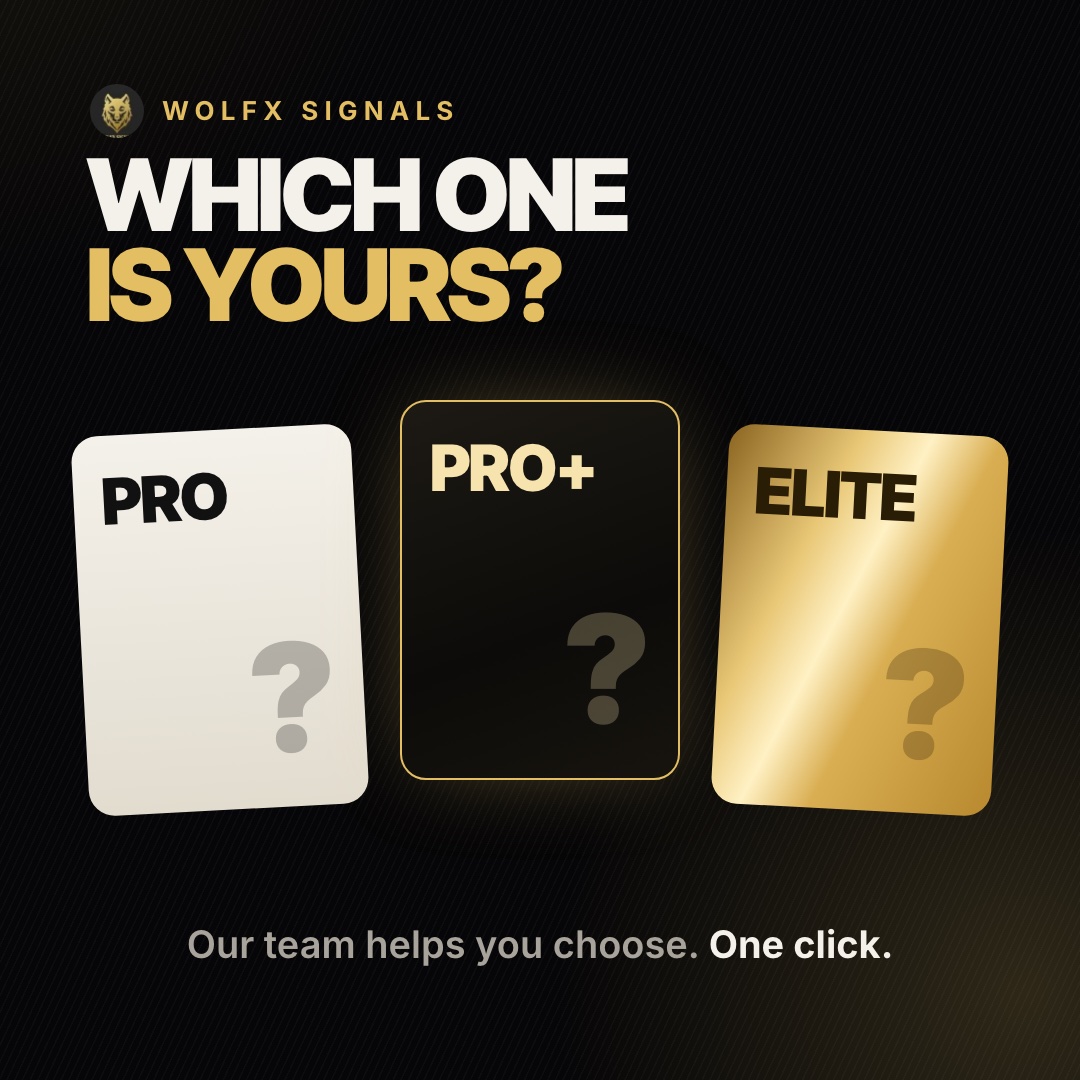 WOLFX SIGNALS
WHICH ONE
IS YOURS?
PRO
?
PRO+
?
ELITE
?
Our team helps you choose. One click.